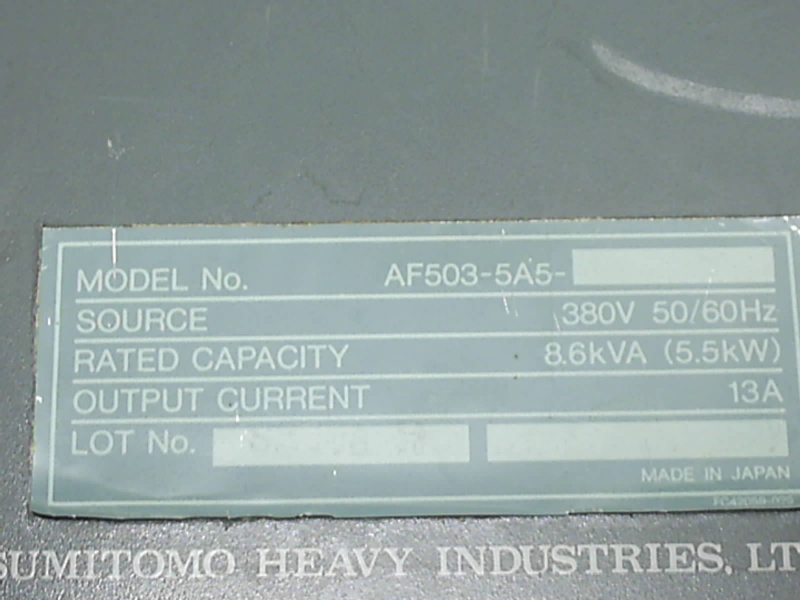 MODEL No. AF503-5A5-
SOURCE 380V 50/60Hz
RATED CAPACITY 8.6kVA (5.5kW)
OUTPUT CURRENT 13A
LOT No.
MADE IN JAPAN
SUMITOMO HEAVY INDUSTRIES, LT